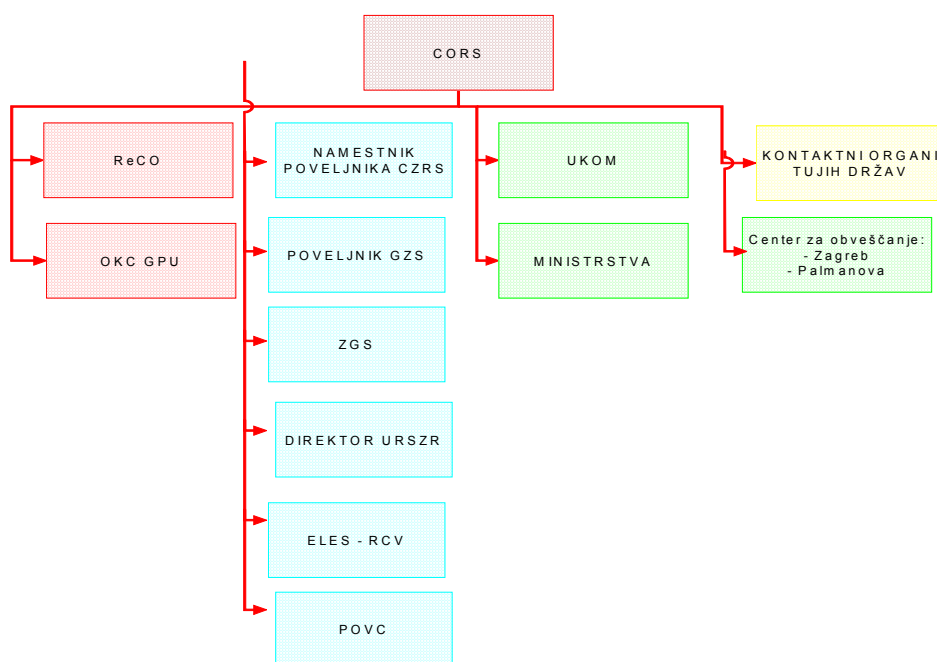 CORS
ReCO
NAMESTNIK
POVELJNIKA CZRS
UKOM
KONTAKTNI ORGANI
TUJIH DRŽAV
OKC GPU
POVELJNIK GZS
MINISTRSTVA
Center za obveščanje:
- Zagreb
- Palmanova
ZGS
DIREKTOR URSZR
ELES - RCV
POVC